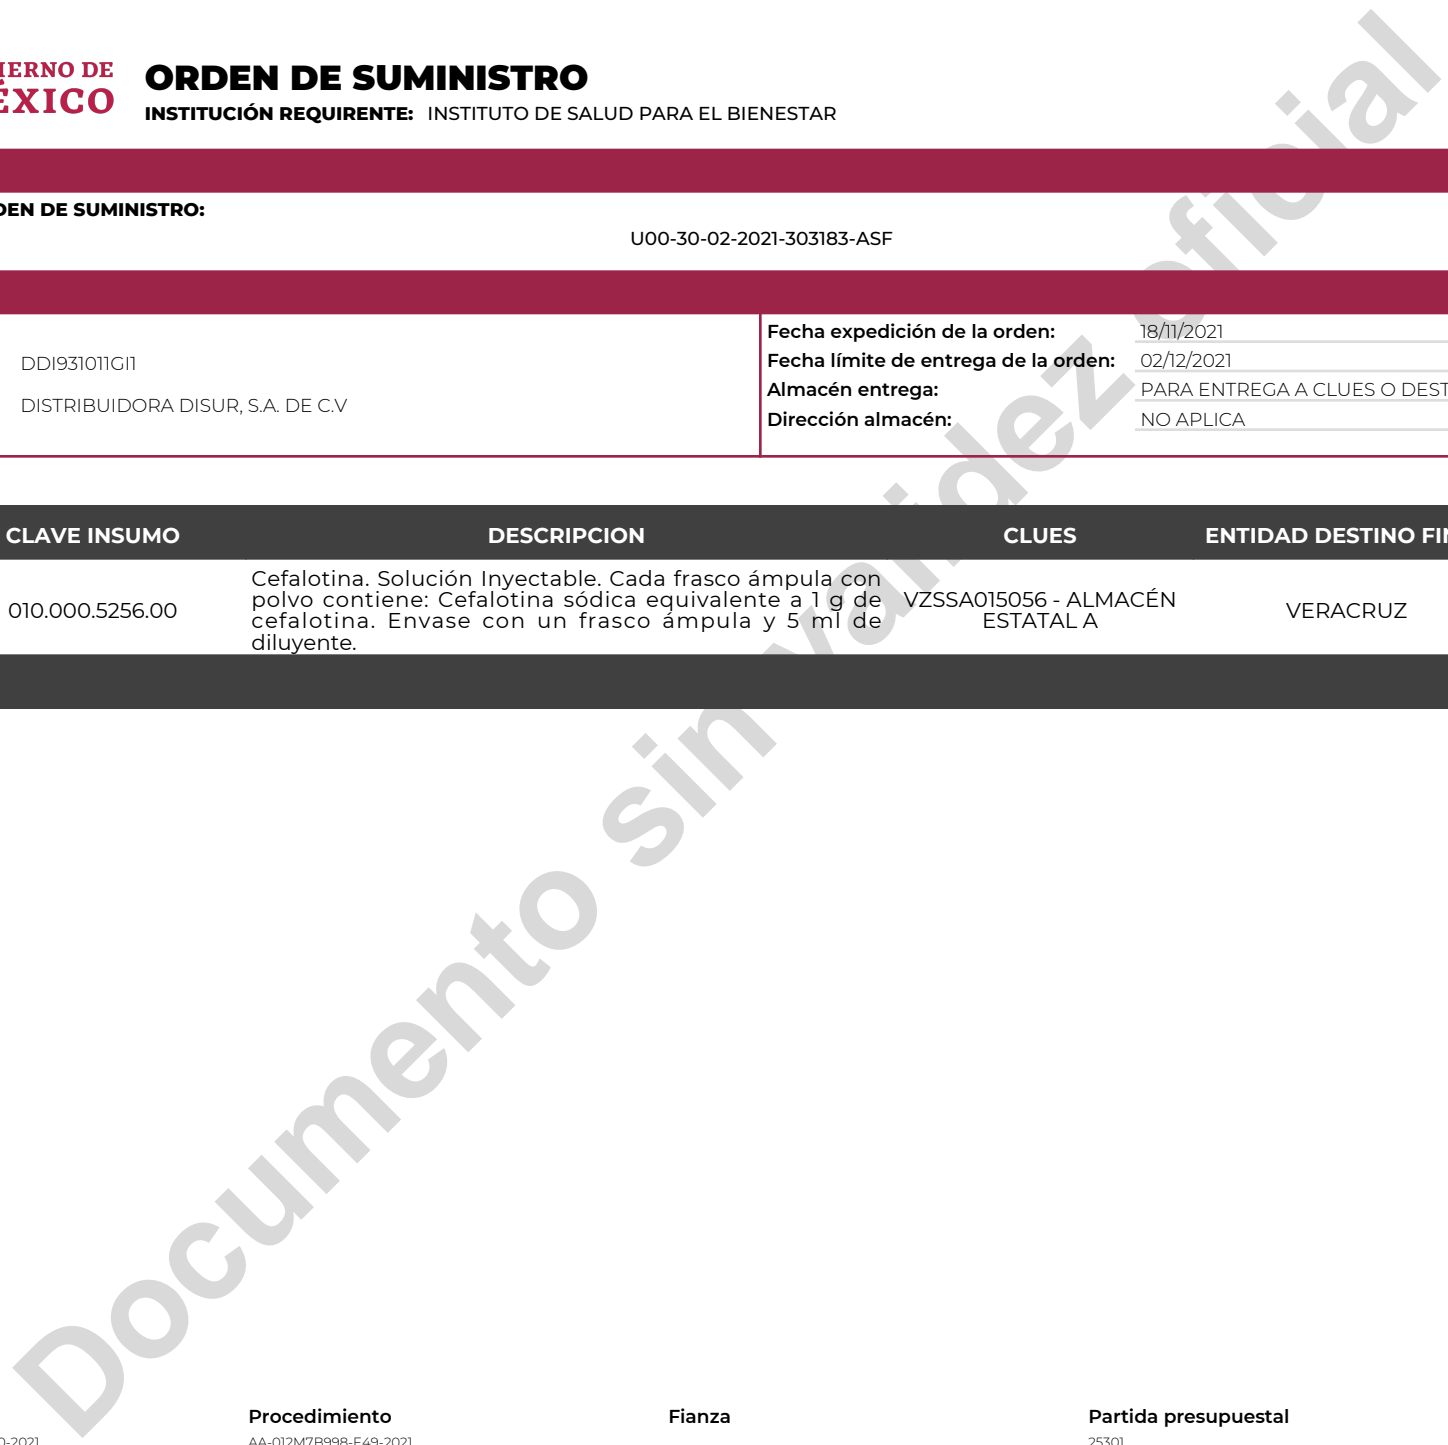 IERNO DE
ÉXICO
ORDEN DE SUMINISTRO
INSTITUCIÓN REQUIRENTE: INSTITUTO DE SALUD PARA EL BIENESTAR
DEN DE SUMINISTRO:
U00-30-02-2021-303183-ASF
DDI931011GI1
DISTRIBUIDORA DISUR, S.A. DE C.V
Fecha expedición de la orden: 18/11/2021
Fecha límite de entrega de la orden: 02/12/2021
Almacén entrega: PARA ENTREGA A CLUES O DEST
Dirección almacén: NO APLICA
CLAVE INSUMO DESCRIPCION CLUES ENTIDAD DESTINO FIN
010.000.5256.00
Cefalotina. Solución Inyectable. Cada frasco ámpula con
polvo contiene: Cefalotina sódica equivalente a 1 g de
cefalotina. Envase con un frasco ámpula y 5 ml de
diluyente.
VZSSA015056 - ALMACÉN
ESTATAL A
VERACRUZ
Documento sin validez oficial
Procedimiento Fianza Partida presupuestal
0-2021 AA-012M7B998-E49-2021 25301